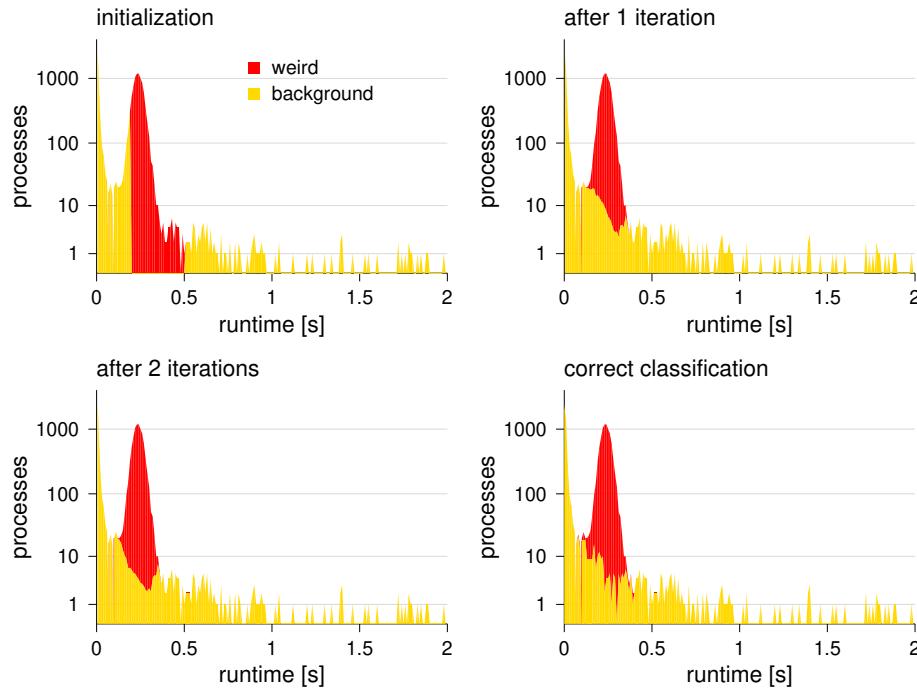 initialization
processes
1000
100
10
1
weird
background
0
0.5
1
1.5
2
runtime [s]
after 1 iteration
processes
1000
100
10
1
0
0.5
1
1.5
2
runtime [s]
after 2 iterations
processes
1000
100
10
1
0
0.5
1
1.5
2
runtime [s]
correct classification
processes
1000
100
10
1
0
0.5
1
1.5
2
runtime [s]